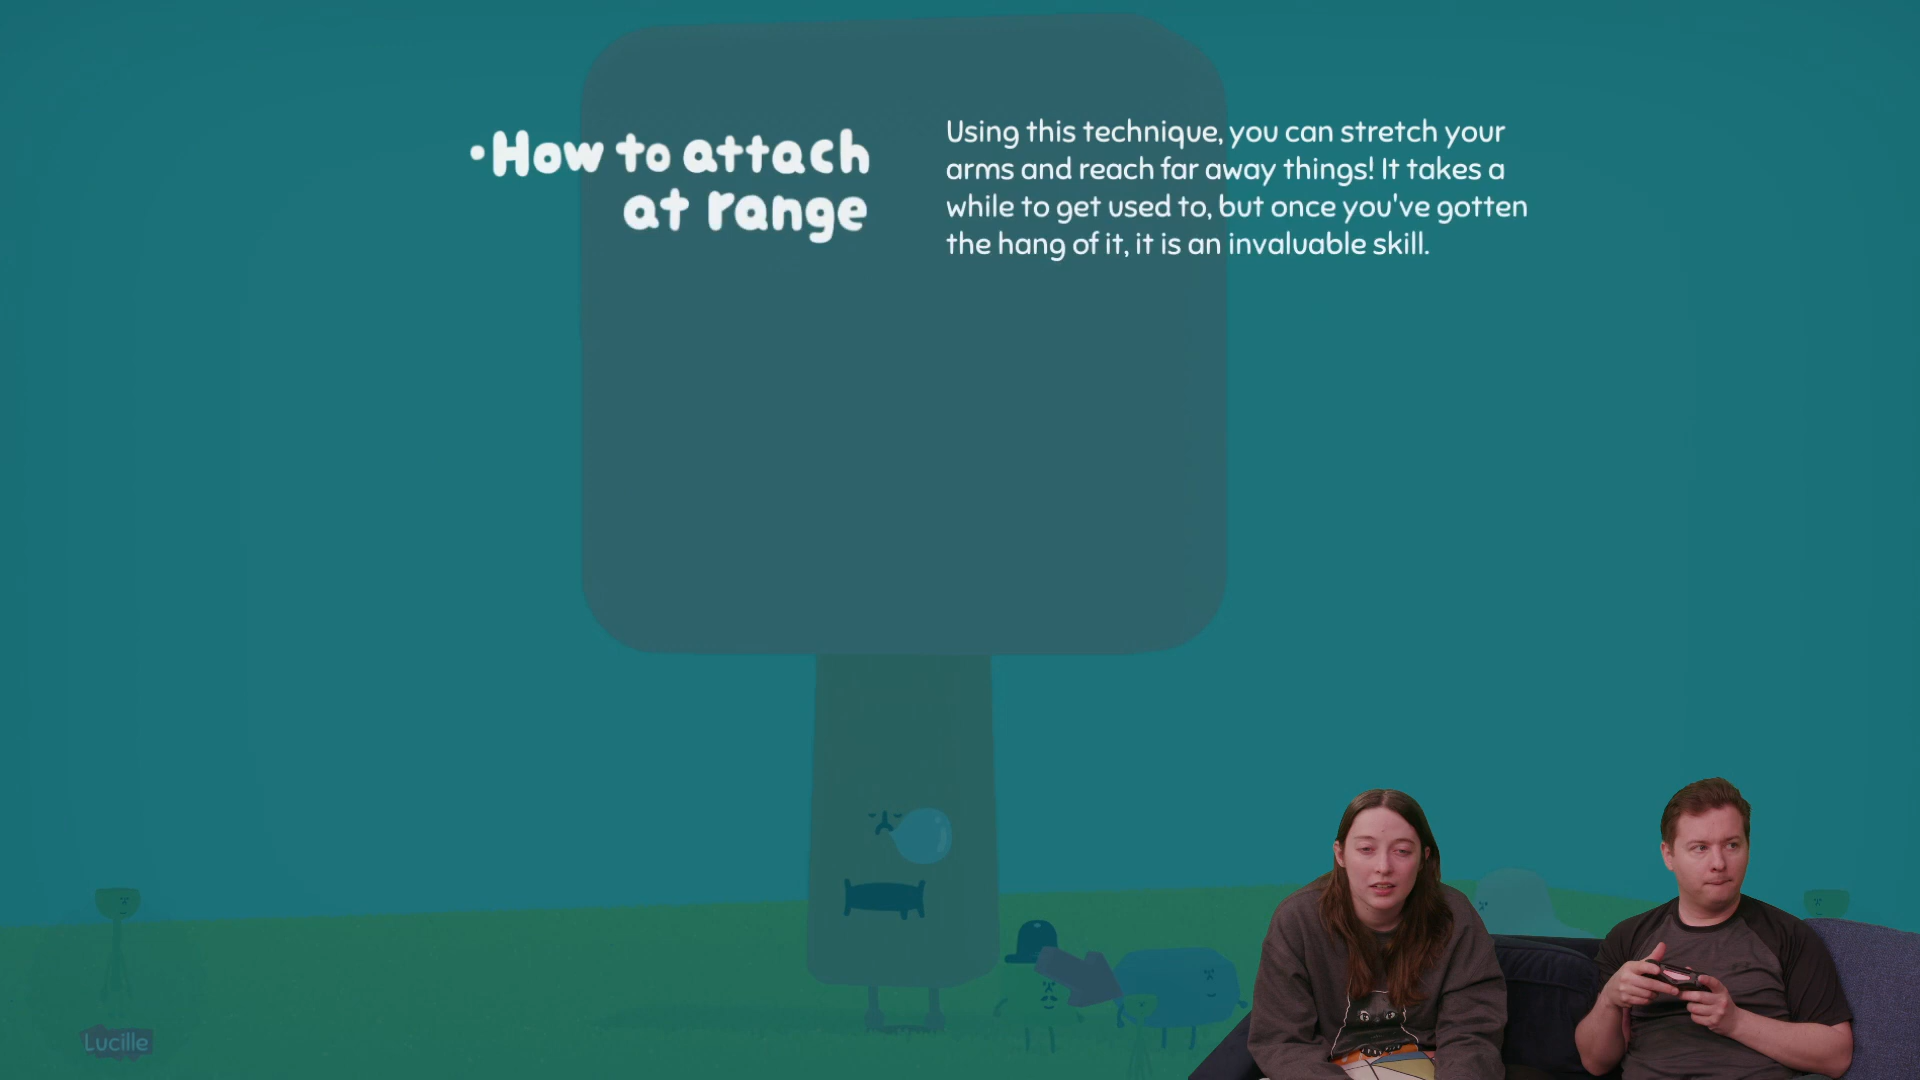 •How to attach
at range
Using this technique, you can stretch your
arms and reach far away things! It takes a
while to get used to, but once you've gotten
the hang of it, it is an invaluable skill.
Lucille